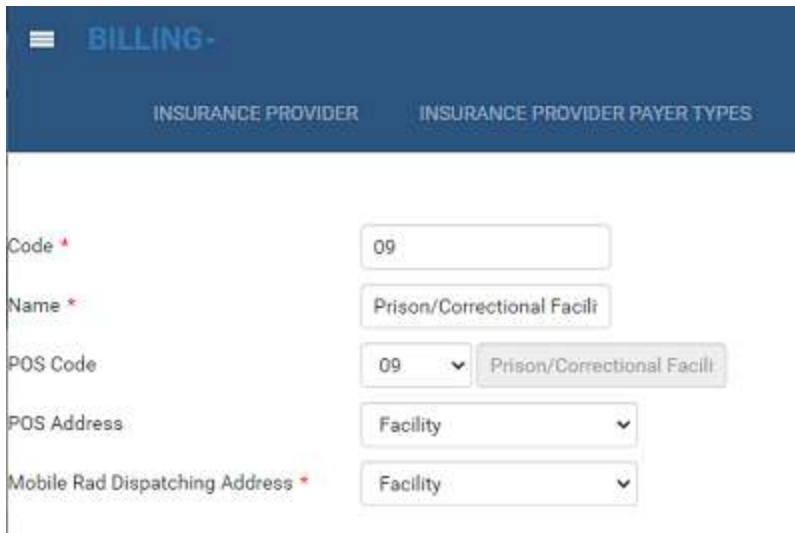 BILLING-
INSURANCE PROVIDER INSURANCE PROVIDER PAYER TYPES
Code * 09
Name * Prison/Correctional Facili
POS Code 09 Prison/Correctional Facili
POS Address Facility
Mobile Rad Dispatching Address * Facility